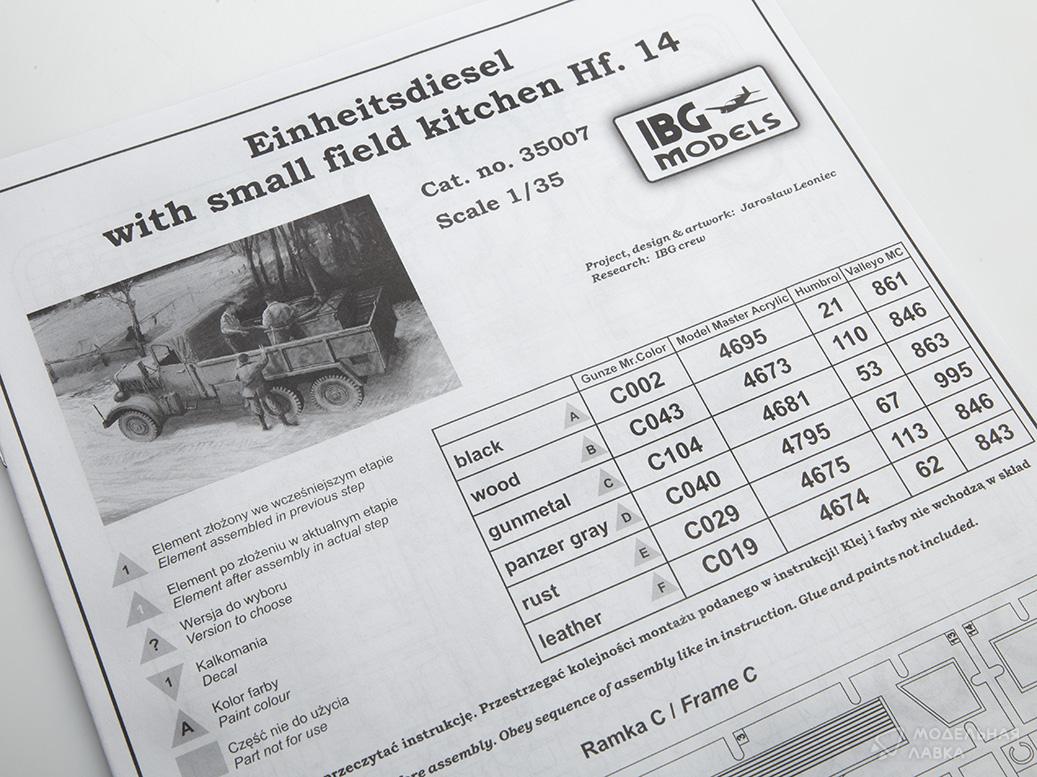 Einheitsdiesel
with small field kitchen Hf. 14
Cat. no. 35007
Scale 1/35
IBG
MODELS
Project, design & artwork: Jarosław Leoniec
Research: IBG crew
Gunze Mr.Color Model Master Acrylic Humbrol Valleyo MC
black A C002 4695 21 861
wood B C043 4673 110 846
gunmetal C C104 4681 53 863
panzer gray D C040 4795 67 995
rust E C029 4675 113 846
leather F C019 4674 62 843
1 Element złożony we wcześniejszym etapie
Element assembled in previous step
1 Element po złożeniu w aktualnym etapie
Element after assembly in actual step
? Wersja do wyboru
Version to choose
1 Kalkomania
Decal
A Kolor farby
Paint colour
Część nie do użycia
Part not for use
przeczytać instrukcję. Przestrzegać kolejności montażu podanego w instrukcji! Klej i farby nie wchodzą w skład
assembly. Obey sequence of assembly like in instruction. Glue and paints not included.
Ramka C / Frame C
3
13
14
МОДЕЛЬНАЯ
ЛАВКА